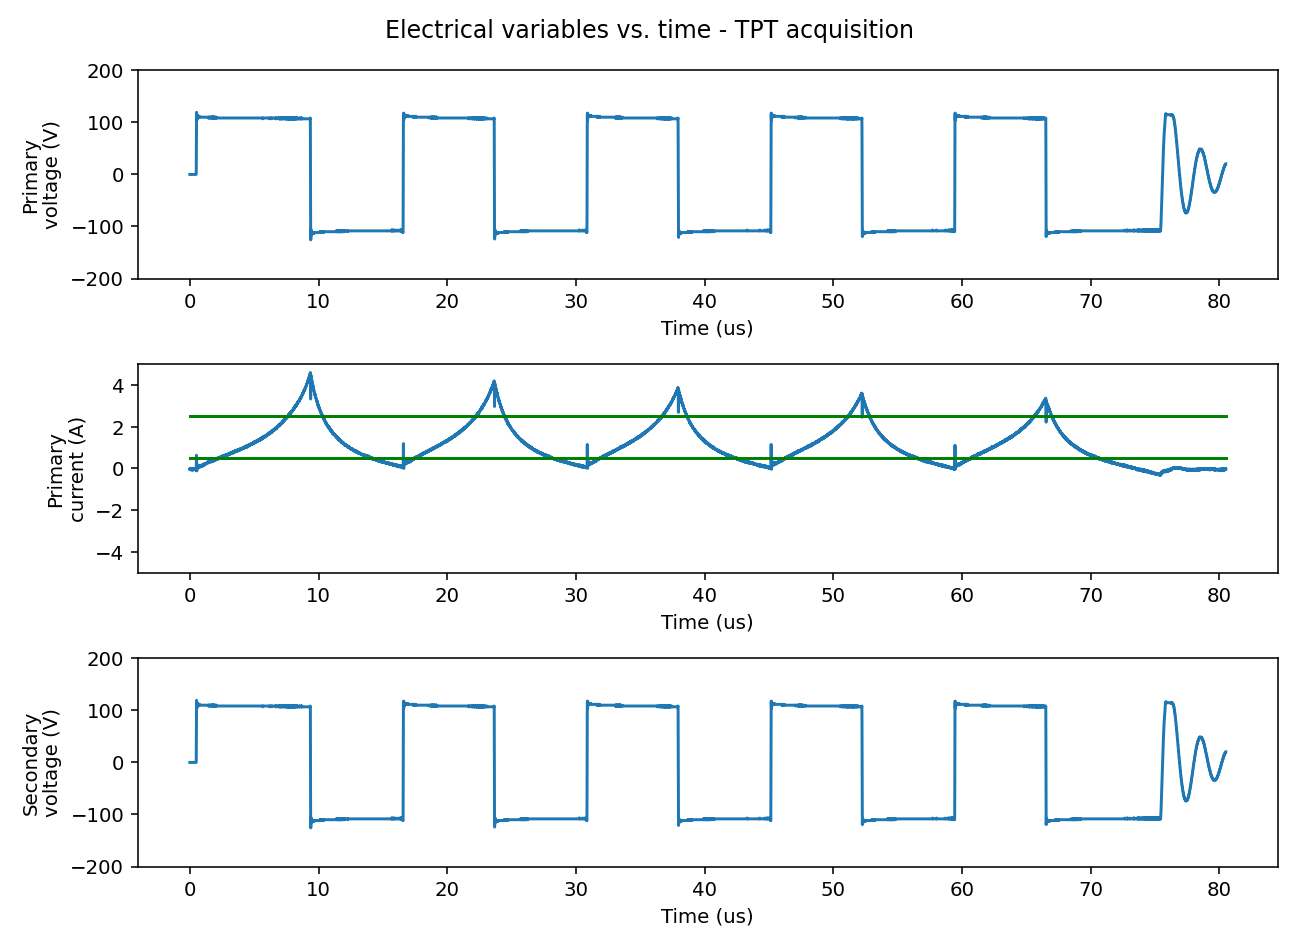 Electrical variables vs. time - TPT acquisition
Primary
voltage (V)
200
100
0
−100
−200
0 10 20 30 40 50 60 70 80
Time (us)
Primary
current (A)
4
2
0
−2
−4
0 10 20 30 40 50 60 70 80
Time (us)
Secondary
voltage (V)
200
100
0
−100
−200
0 10 20 30 40 50 60 70 80
Time (us)